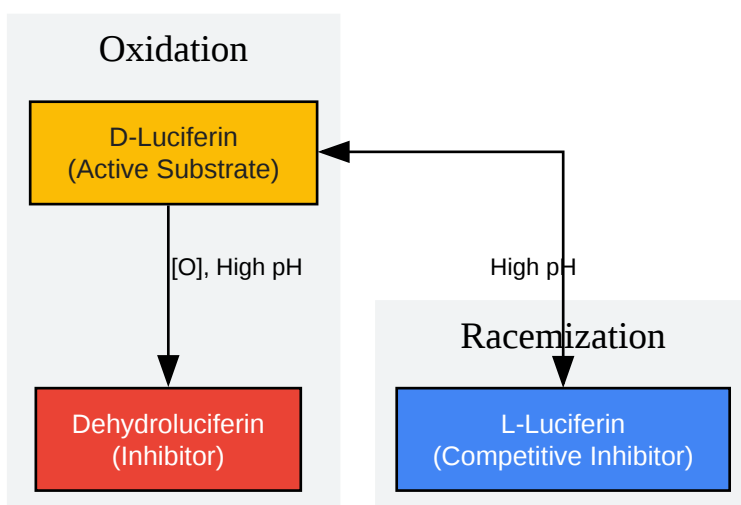 Oxidation
D-Luciferin
(Active Substrate)
[O], High pH
High pH
Racemization
Dehydroluciferin
(Inhibitor)
L-Luciferin
(Competitive Inhibitor)